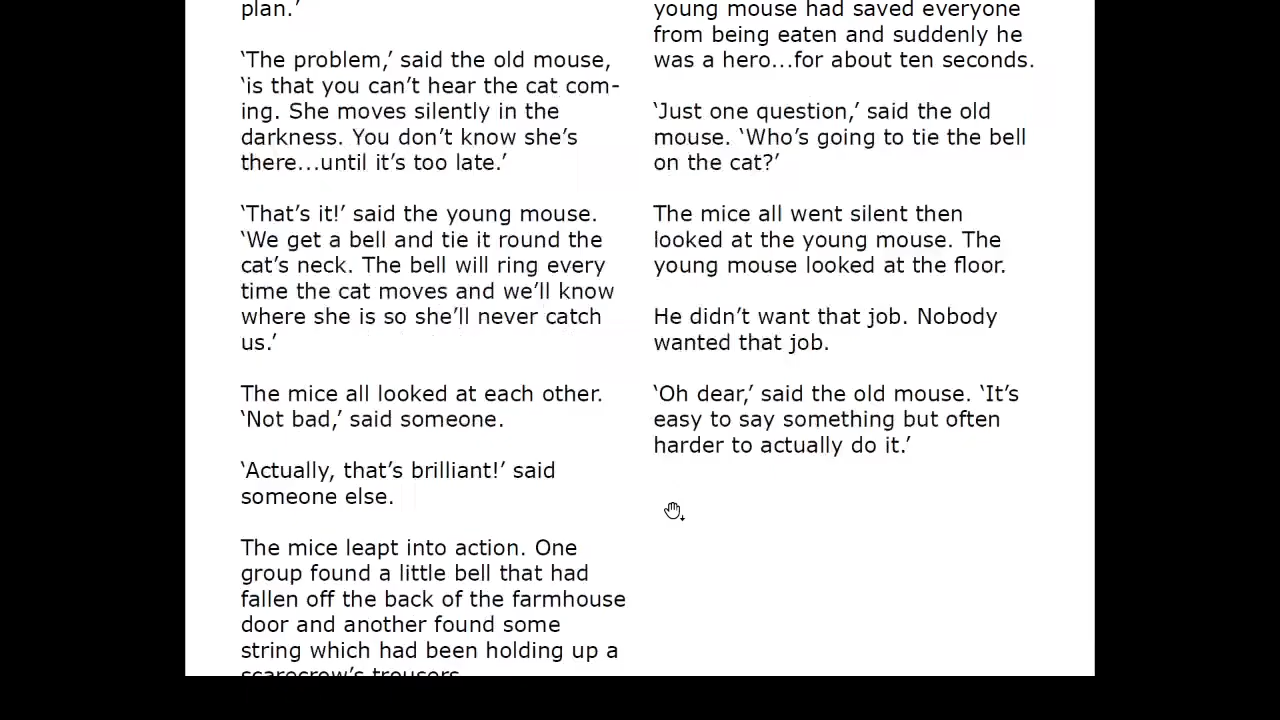 plan.’
‘The problem,’ said the old mouse,
‘is that you can’t hear the cat com-
ing. She moves silently in the
darkness. You don’t know she’s
there...until it’s too late.’
‘That’s it!’ said the young mouse.
‘We get a bell and tie it round the
cat’s neck. The bell will ring every
time the cat moves and we’ll know
where she is so she’ll never catch
us.’
The mice all looked at each other.
‘Not bad,’ said someone.
‘Actually, that’s brilliant!’ said
someone else.
The mice leapt into action. One
group found a little bell that had
fallen off the back of the farmhouse
door and another found some
string which had been holding up a
scarecrow’s trousers.
young mouse had saved everyone
from being eaten and suddenly he
was a hero...for about ten seconds.
‘Just one question,’ said the old
mouse. ‘Who’s going to tie the bell
on the cat?’
The mice all went silent then
looked at the young mouse. The
young mouse looked at the floor.
He didn’t want that job. Nobody
wanted that job.
‘Oh dear,’ said the old mouse. ‘It’s
easy to say something but often
harder to actually do it.’